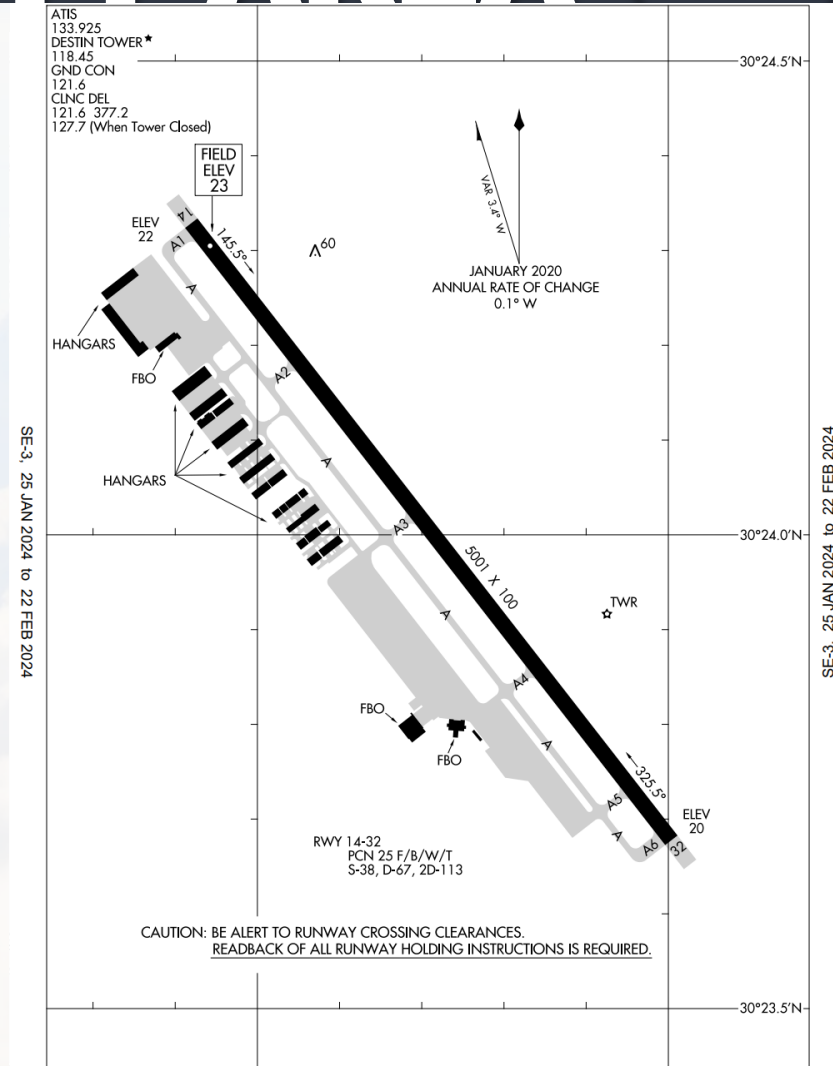 ATIS
133.925
DESTIN TOWER★
118.45
GND CON
121.6
CLNC DEL
121.6 377.2
127.7 (When Tower Closed)
30°24.5'N
FIELD
ELEV
23
VAR 3.4° W
14
ELEV
22
A1
145.5°
60
JANUARY 2020
ANNUAL RATE OF CHANGE
0.1° W
A
HANGARS
FBO
A2
SE-3, 25 JAN 2024 to 22 FEB 2024
SE-3, 25 JAN 2024 to 22 FEB 2024
A
HANGARS
A3
30°24.0'N
5001 X 100
TWR
A
A4
FBO
FBO
A
325.5°
A5
ELEV
20
A
A6
32
RWY 14-32
PCN 25 F/B/W/T
S-38, D-67, 2D-113
CAUTION: BE ALERT TO RUNWAY CROSSING CLEARANCES.
READBACK OF ALL RUNWAY HOLDING INSTRUCTIONS IS REQUIRED.
30°23.5'N